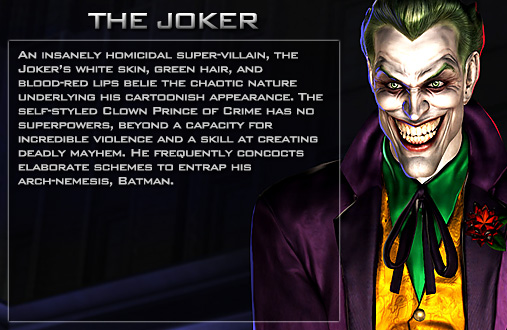 THE JOKER
AN INSANELY HOMICIDAL SUPER-VILLAIN, THE
JOKER'S WHITE SKIN, GREEN HAIR, AND
BLOOD-RED LIPS BELIE THE CHAOTIC NATURE
UNDERLYING HIS CARTOONISH APPEARANCE. THE
SELF-STYLED CLOWN PRINCE OF CRIME HAS NO
SUPERPOWERS, BEYOND A CAPACITY FOR
INCREDIBLE VIOLENCE AND A SKILL AT CREATING
DEADLY MAYHEM. HE FREQUENTLY CONCOCTS
ELABORATE SCHEMES TO ENTRAP HIS
ARCH-NEMESIS, BATMAN.